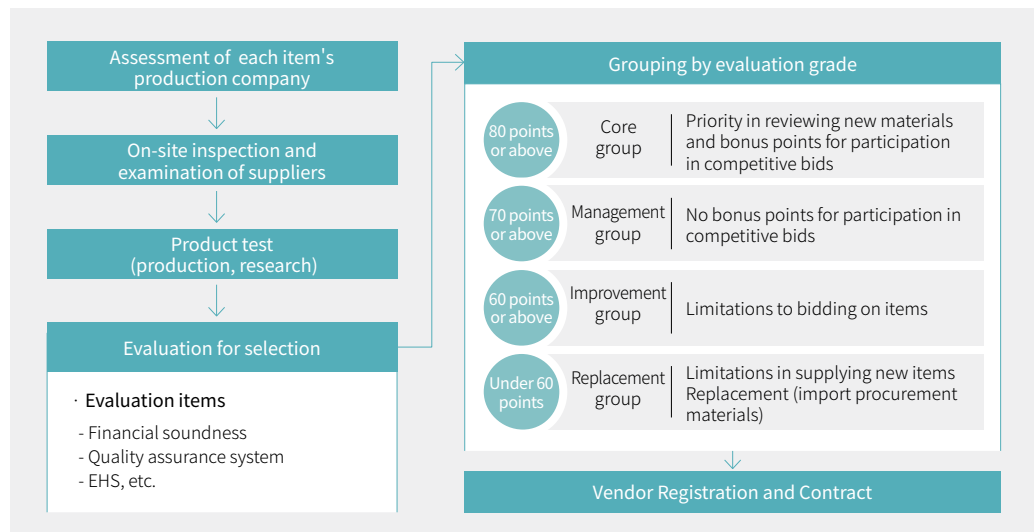 Assessment of each item's
production company
On-site inspection and
examination of suppliers
Product test
(production, research)
Evaluation for selection
· Evaluation items
- Financial soundness
- Quality assurance system
- EHS, etc.
Grouping by evaluation grade
80 points
or above
Core
group
Priority in reviewing new materials
and bonus points for participation
in competitive bids
70 points
or above
Management
group
No bonus points for participation in
competitive bids
60 points
or above
Improvement
group
Limitations to bidding on items
Under 60
points
Replacement
group
Limitations in supplying new items
Replacement (import procurement
materials)
Vendor Registration and Contract